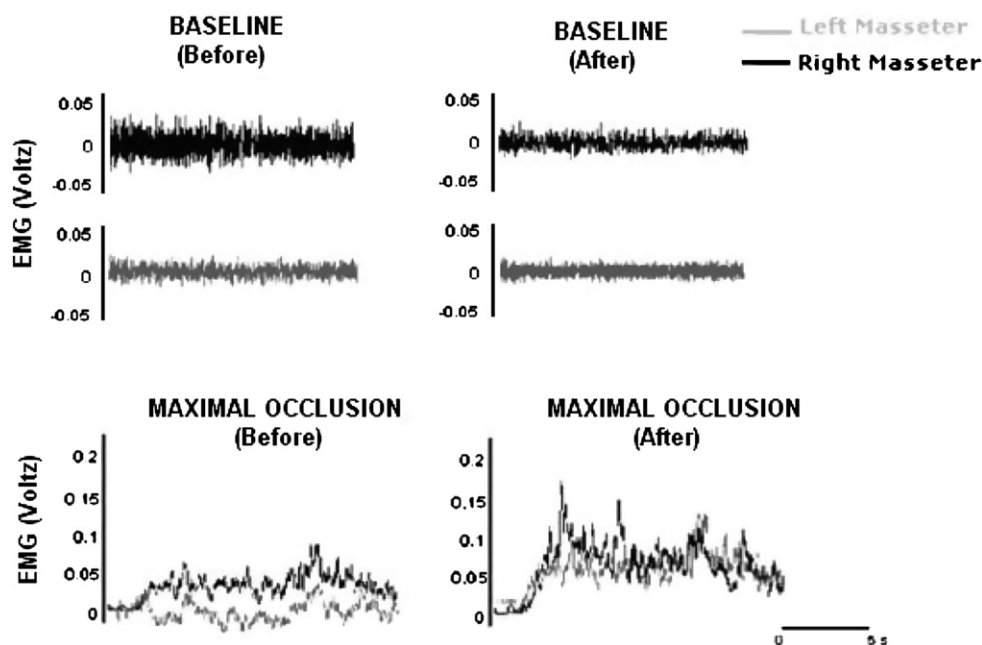 BASELINE
(Before)
BASELINE
(After)
Left Masseter
Right Masseter
EMG (Voltz)
0.05
0
-0.05
0.05
0
-0.05
0.05
0
-0.05
0.05
0
-0.05
MAXIMAL OCCLUSION
(Before)
MAXIMAL OCCLUSION
(After)
EMG (Voltz)
0.2
0.15
0.1
0.05
0
0.2
0.15
0.1
0.05
0
0 5 s